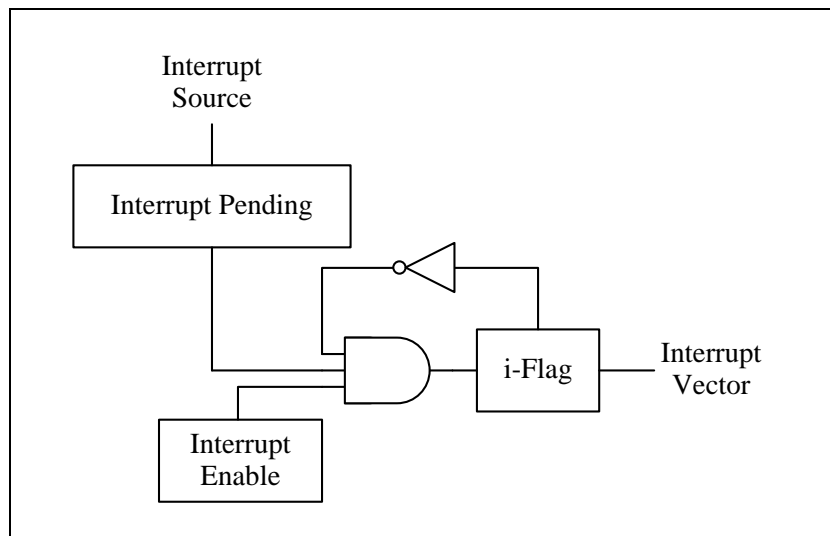 Interrupt
Source
Interrupt Pending
i-Flag
Interrupt
Vector
Interrupt
Enable